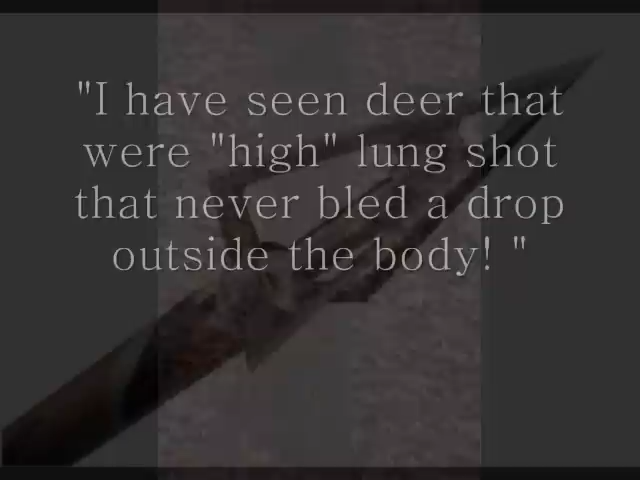 "I have seen deer that
were "high" lung shot
that never bled a drop
outside the body! "